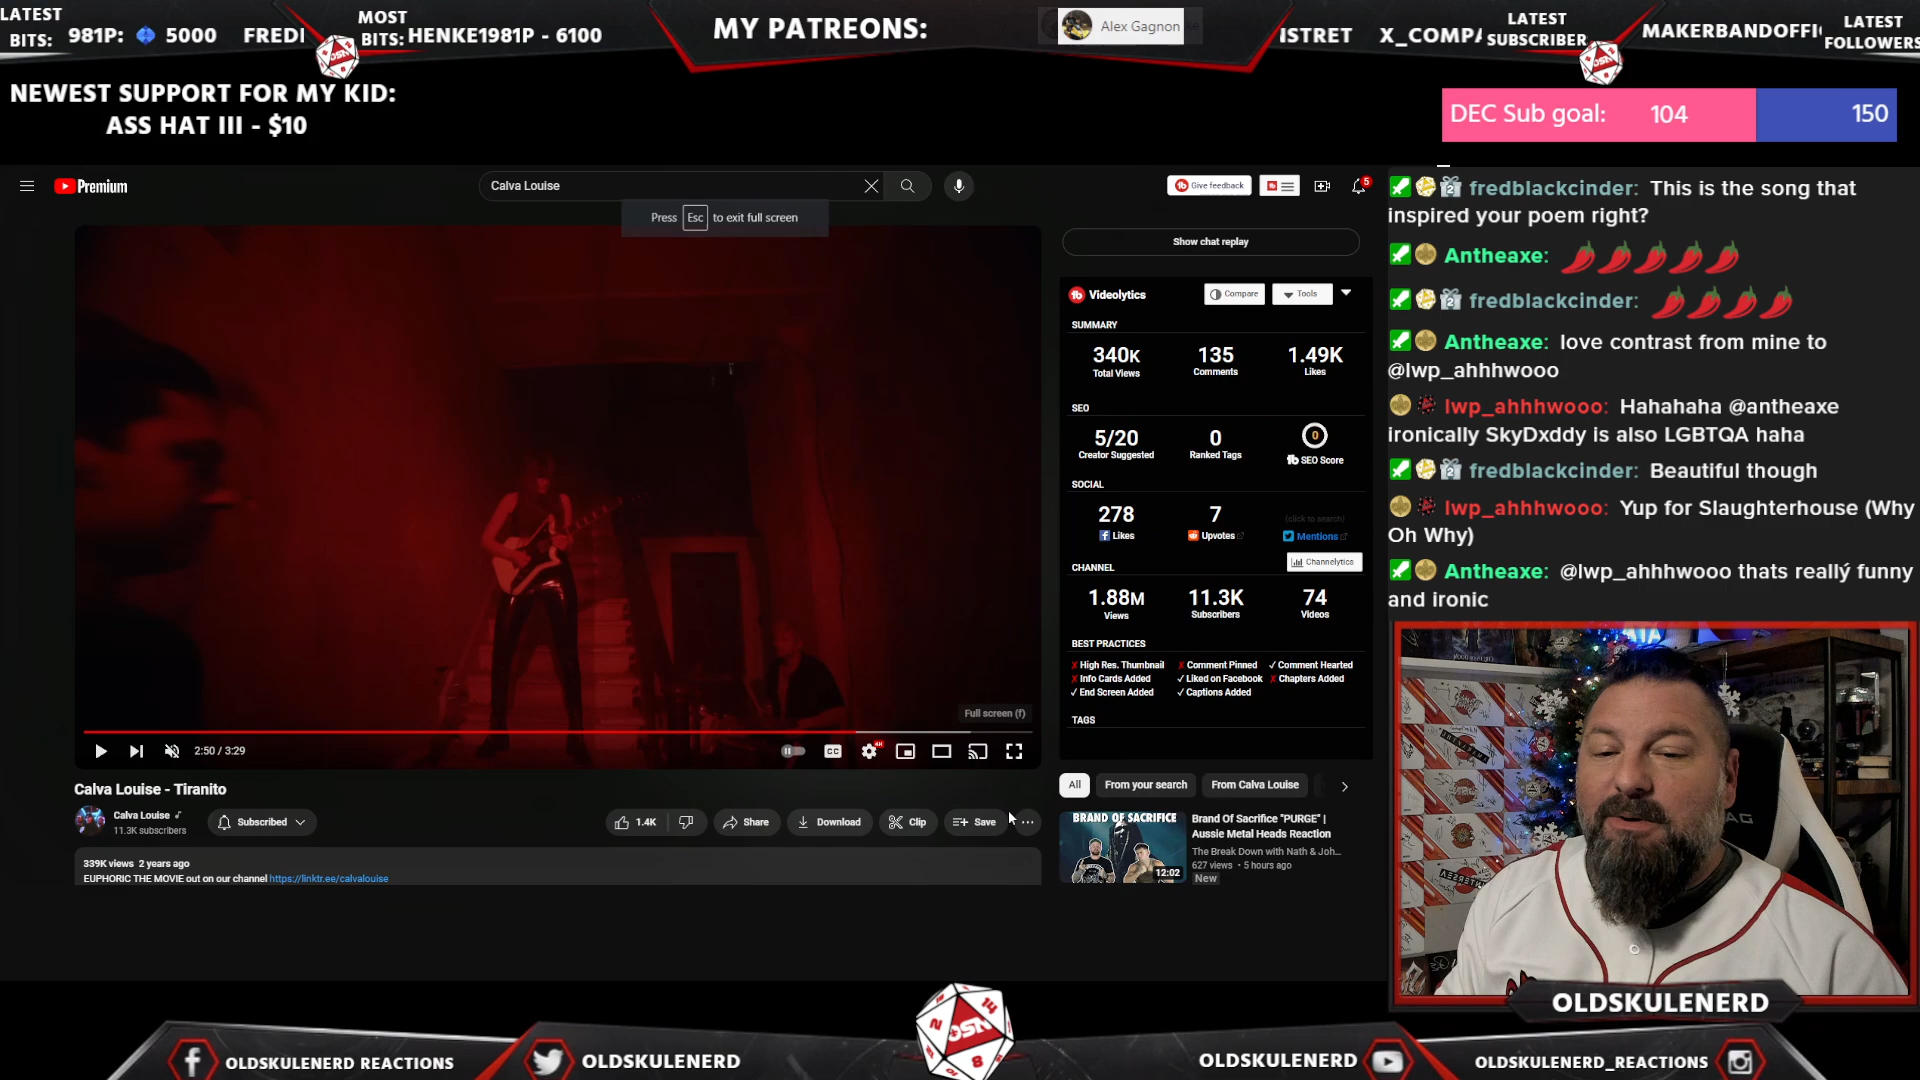 LATEST
BITS:
981P: 5000 FREDI
MOST
BITS: HENKE1981P - 6100
MY PATREONS:
Alex Gagnon
NSTRET X_COMPA
LATEST
SUBSCRIBER
MAKERBANDOFFI
LATEST
FOLLOWERS
NEWEST SUPPORT FOR MY KID:
ASS HAT III - $10
DEC Sub goal: 104 150
Premium
Calva Louise
Give feedback
5
Press Esc to exit full screen
Show chat replay
Videolytics Compare Tools
SUMMARY
340K 135 1.49K
Total Views Comments Likes
SEO
5/20 0 0
Creator Suggested Ranked Tags tb SEO Score
SOCIAL
278 7 (click to search)
Likes Upvotes Mentions
CHANNEL Channelytics
1.88M 11.3K 74
Views Subscribers Videos
BEST PRACTICES
High Res. Thumbnail Comment Pinned Comment Hearted
Info Cards Added Liked on Facebook Chapters Added
End Screen Added Captions Added
TAGS
Full screen (f)
2:50 / 3:29
CC
Calva Louise - Tiranito
Calva Louise
11.3K subscribers
Subscribed
1.4K Share Download Clip Save
339K views 2 years ago
EUPHORIC THE MOVIE out on our channel https://linktr.ee/calvalouise
All From your search From Calva Louise
BRAND OF SACRIFICE
12:02
Brand Of Sacrifice "PURGE" |
Aussie Metal Heads Reaction
The Break Down with Nath & Joh...
627 views • 5 hours ago
New
fredblackcinder: This is the song that
inspired your poem right?
Antheaxe:
fredblackcinder:
Antheaxe: love contrast from mine to
@lwp_ahhhwooo
lwp_ahhhwooo: Hahahaha @antheaxe
ironically SkyDxddy is also LGBTQA haha
fredblackcinder: Beautiful though
lwp_ahhhwooo: Yup for Slaughterhouse (Why
Oh Why)
Antheaxe: @lwp_ahhhwooo thats reallý funny
and ironic
OLDSKULENERD
OLDSKULENERD REACTIONS
OLDSKULENERD
OSN
OLDSKULENERD
OLDSKULENERD_REACTIONS